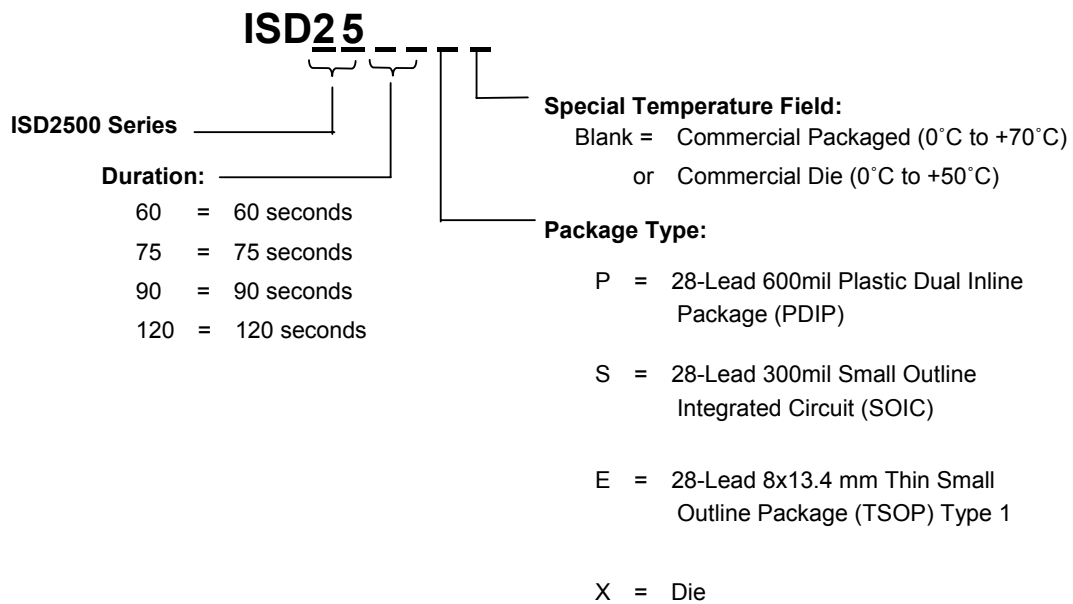 ISD25
ISD2500 Series
Duration:
60 = 60 seconds
75 = 75 seconds
90 = 90 seconds
120 = 120 seconds
Special Temperature Field:
Blank = Commercial Packaged (0˚C to +70˚C)
or Commercial Die (0˚C to +50˚C)
Package Type:
P = 28-Lead 600mil Plastic Dual Inline
Package (PDIP)
S = 28-Lead 300mil Small Outline
Integrated Circuit (SOIC)
E = 28-Lead 8x13.4 mm Thin Small
Outline Package (TSOP) Type 1
X = Die